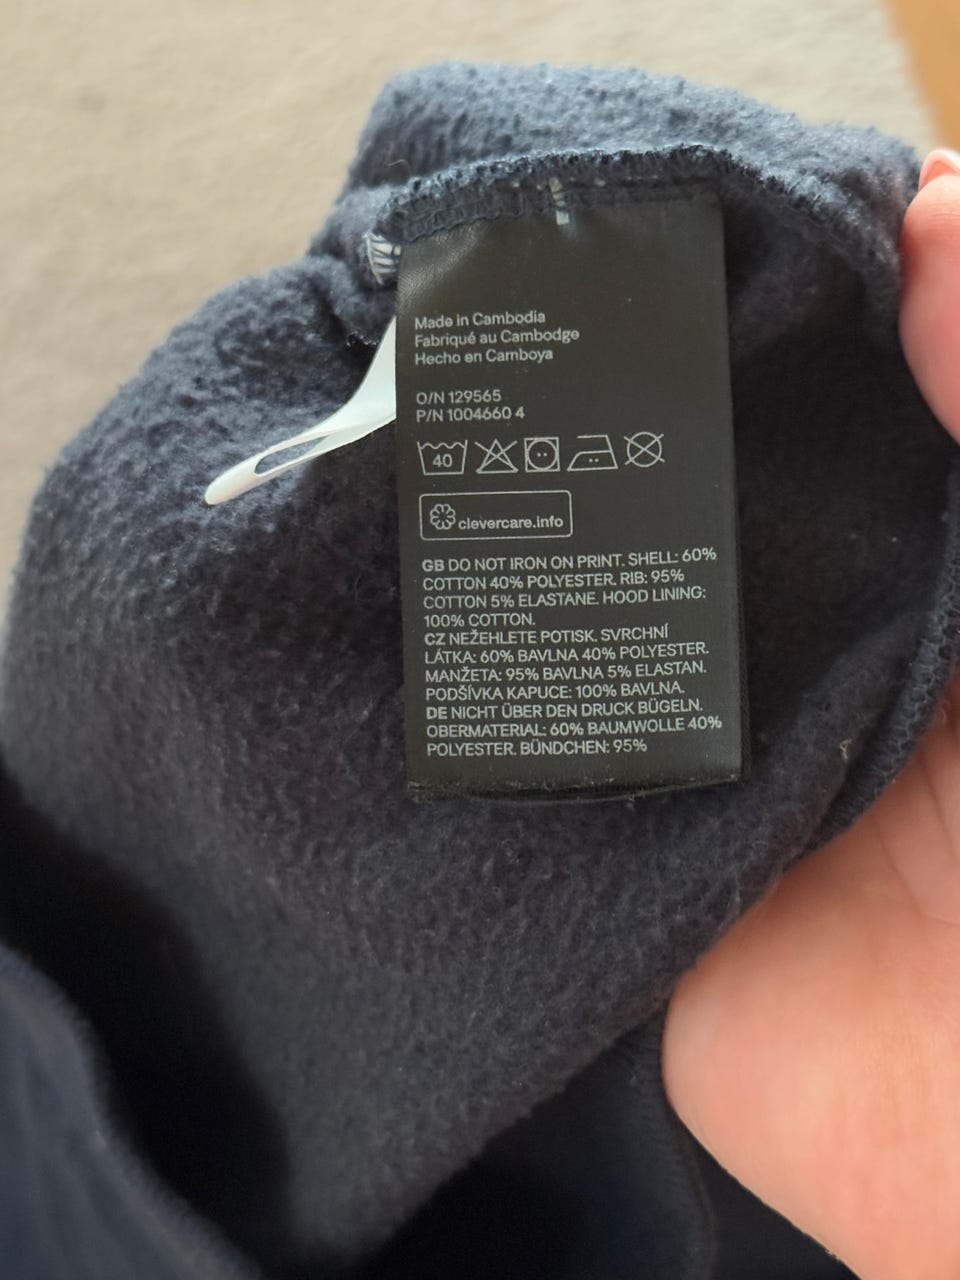 Made in Cambodia
Fabriqué au Cambodge
Hecho en Camboya
O/N 129565
P/N 1004660 4
40
clevercare.info
GB DO NOT IRON ON PRINT. SHELL: 60%
COTTON 40% POLYESTER. RIB: 95%
COTTON 5% ELASTANE. HOOD LINING:
100% COTTON.
CZ NEŽEHLETE POTISK. SVRCHNÍ
LÁTKA: 60% BAVLNA 40% POLYESTER.
MANŽETA: 95% BAVLNA 5% ELASTAN.
PODŠÍVKA KAPUCE: 100% BAVLNA.
DE NICHT ÜBER DEN DRUCK BÜGELN.
OBERMATERIAL: 60% BAUMWOLLE 40%
POLYESTER. BÜNDCHEN: 95%